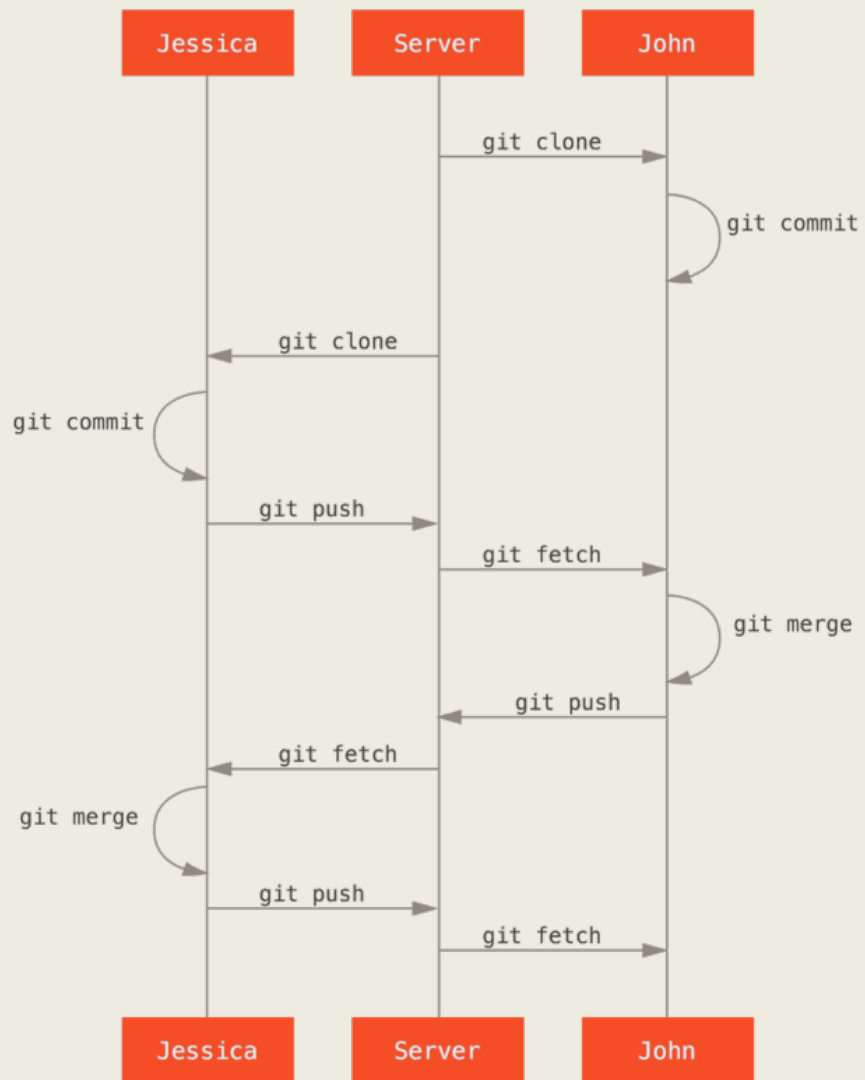 Jessica Server John
git clone
git commit
git clone
git commit
git push
git fetch
git merge
git push
git fetch
git merge
git push
git fetch
Jessica Server John